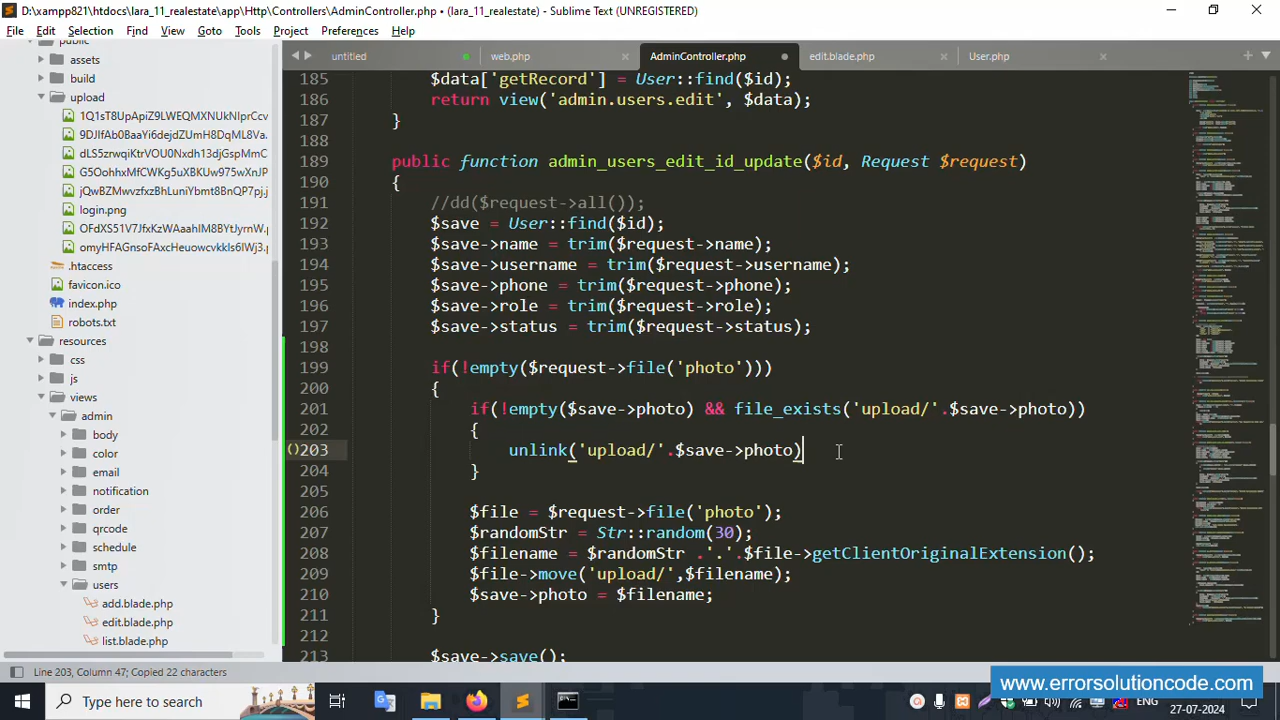 D:\xampp821\htdocs\lara_11_realestate\app\Http\Controllers\AdminController.php • (lara_11_realestate) - Sublime Text (UNREGISTERED)
File Edit Selection Find View Goto Tools Project Preferences Help
untitled web.php AdminController.php edit.blade.php User.php
public
assets
build
upload
login.png
.htaccess
favicon.ico
index.php
robots.txt
resources
css
js
views
admin
body
color
email
notification
order
qrcode
schedule
smtp
users
add.blade.php
edit.blade.php
list.blade.php
185 $data['getRecord'] = User::find($id);
186 return view('admin.users.edit', $data);
187 }
188
189 public function admin_users_edit_id_update($id, Request $request)
190 {
191 //dd($request->all());
192 $save = User::find($id);
193 $save->name = trim($request->name);
194 $save->username = trim($request->username);
195 $save->phone = trim($request->phone);
196 $save->role = trim($request->role);
197 $save->status = trim($request->status);
198
199 if(!empty($request->file('photo')))
200 {
201 if(!empty($save->photo) && file_exists('upload/'.$save->photo))
202 {
203 unlink('upload/'.$save->photo)
204 }
205
206 $file = $request->file('photo');
207 $randomstr = Str::random(30);
208 $filename = $randomStr .'.'.$file->getClientOriginalExtension();
209 $file->move('upload/',$filename);
210 $save->photo = $filename;
211 }
212
213 $save->save();
Line 203, Column 47; Copied 22 characters
www.errorsolutioncode.com
Type here to search
ENG
27-07-2024